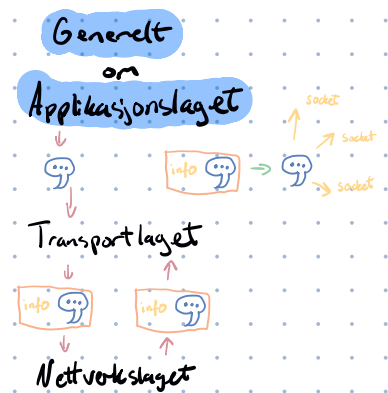 Generelt
om
Applikasjonslaget
socket
socket
info
socket
Transportlaget
info
info
Nettverkslaget